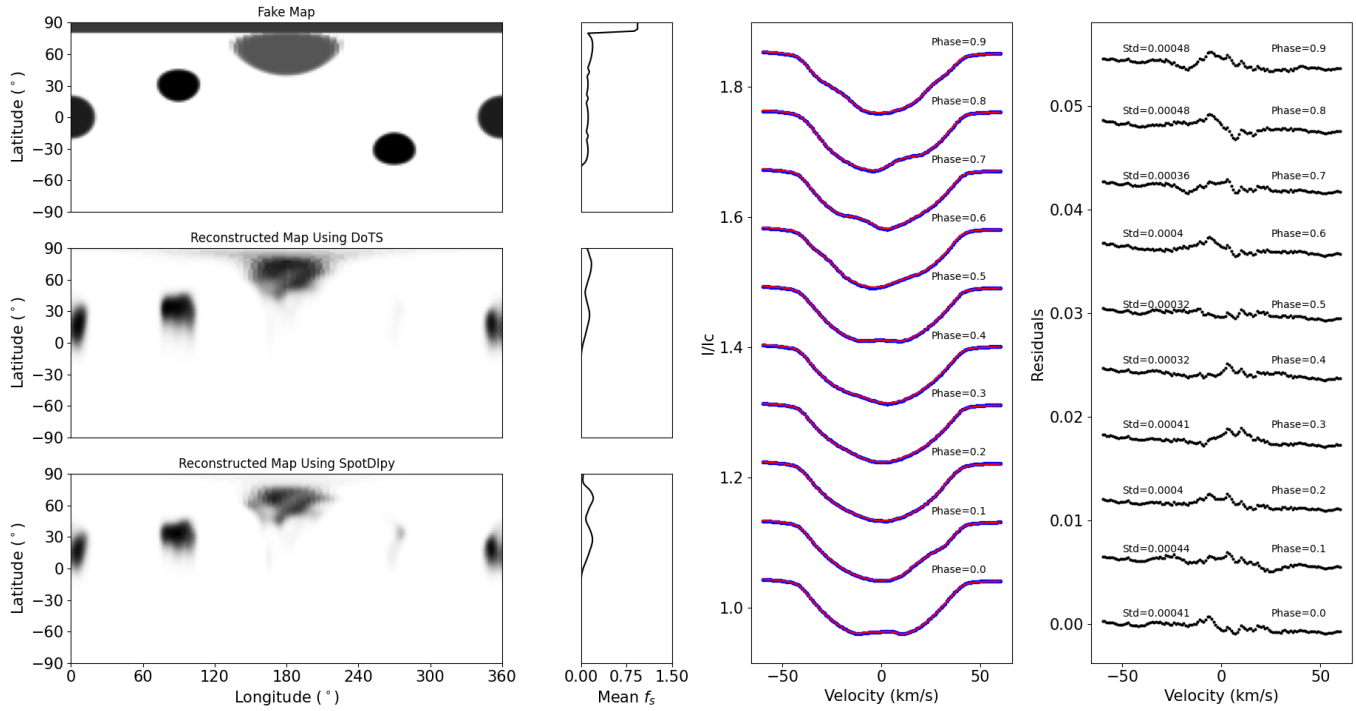 Fake Map
90
60
30
0
−30
−60
−90
Latitude (°)
Reconstructed Map Using DoTS
90
60
30
0
−30
−60
−90
Latitude (°)
Reconstructed Map Using SpotDIpy
90
60
30
0
−30
−60
−90
Latitude (°)
0 60 120 180 240 300 360
Longitude (°)
0.00 0.75 1.50
Mean fs
I/Ic
1.8
1.6
1.4
1.2
1.0
Phase=0.9
Phase=0.8
Phase=0.7
Phase=0.6
Phase=0.5
Phase=0.4
Phase=0.3
Phase=0.2
Phase=0.1
Phase=0.0
−50 0 50
Velocity (km/s)
Residuals
0.05
0.04
0.03
0.02
0.01
0.00
Std=0.00048 Phase=0.9
Std=0.00048 Phase=0.8
Std=0.00036 Phase=0.7
Std=0.0004 Phase=0.6
Std=0.00032 Phase=0.5
Std=0.00032 Phase=0.4
Std=0.00041 Phase=0.3
Std=0.0004 Phase=0.2
Std=0.00044 Phase=0.1
Std=0.00041 Phase=0.0
−50 0 50
Velocity (km/s)